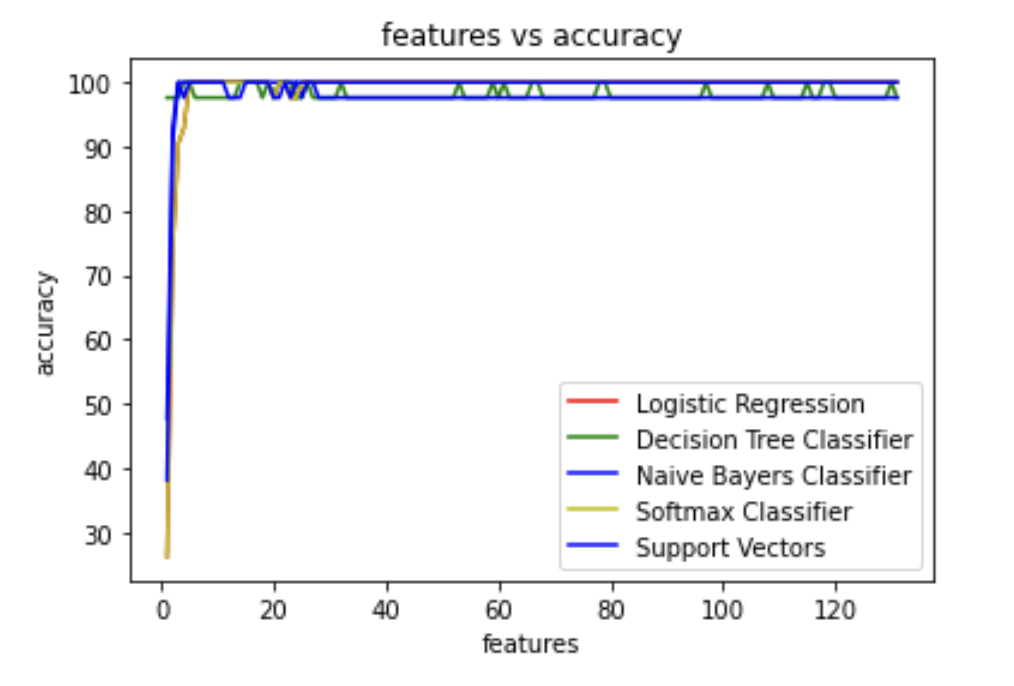 features vs accuracy
100
90
80
70
60
50
40
30
accuracy
Logistic Regression
Decision Tree Classifier
Naive Bayers Classifier
Softmax Classifier
Support Vectors
0 20 40 60 80 100 120
features